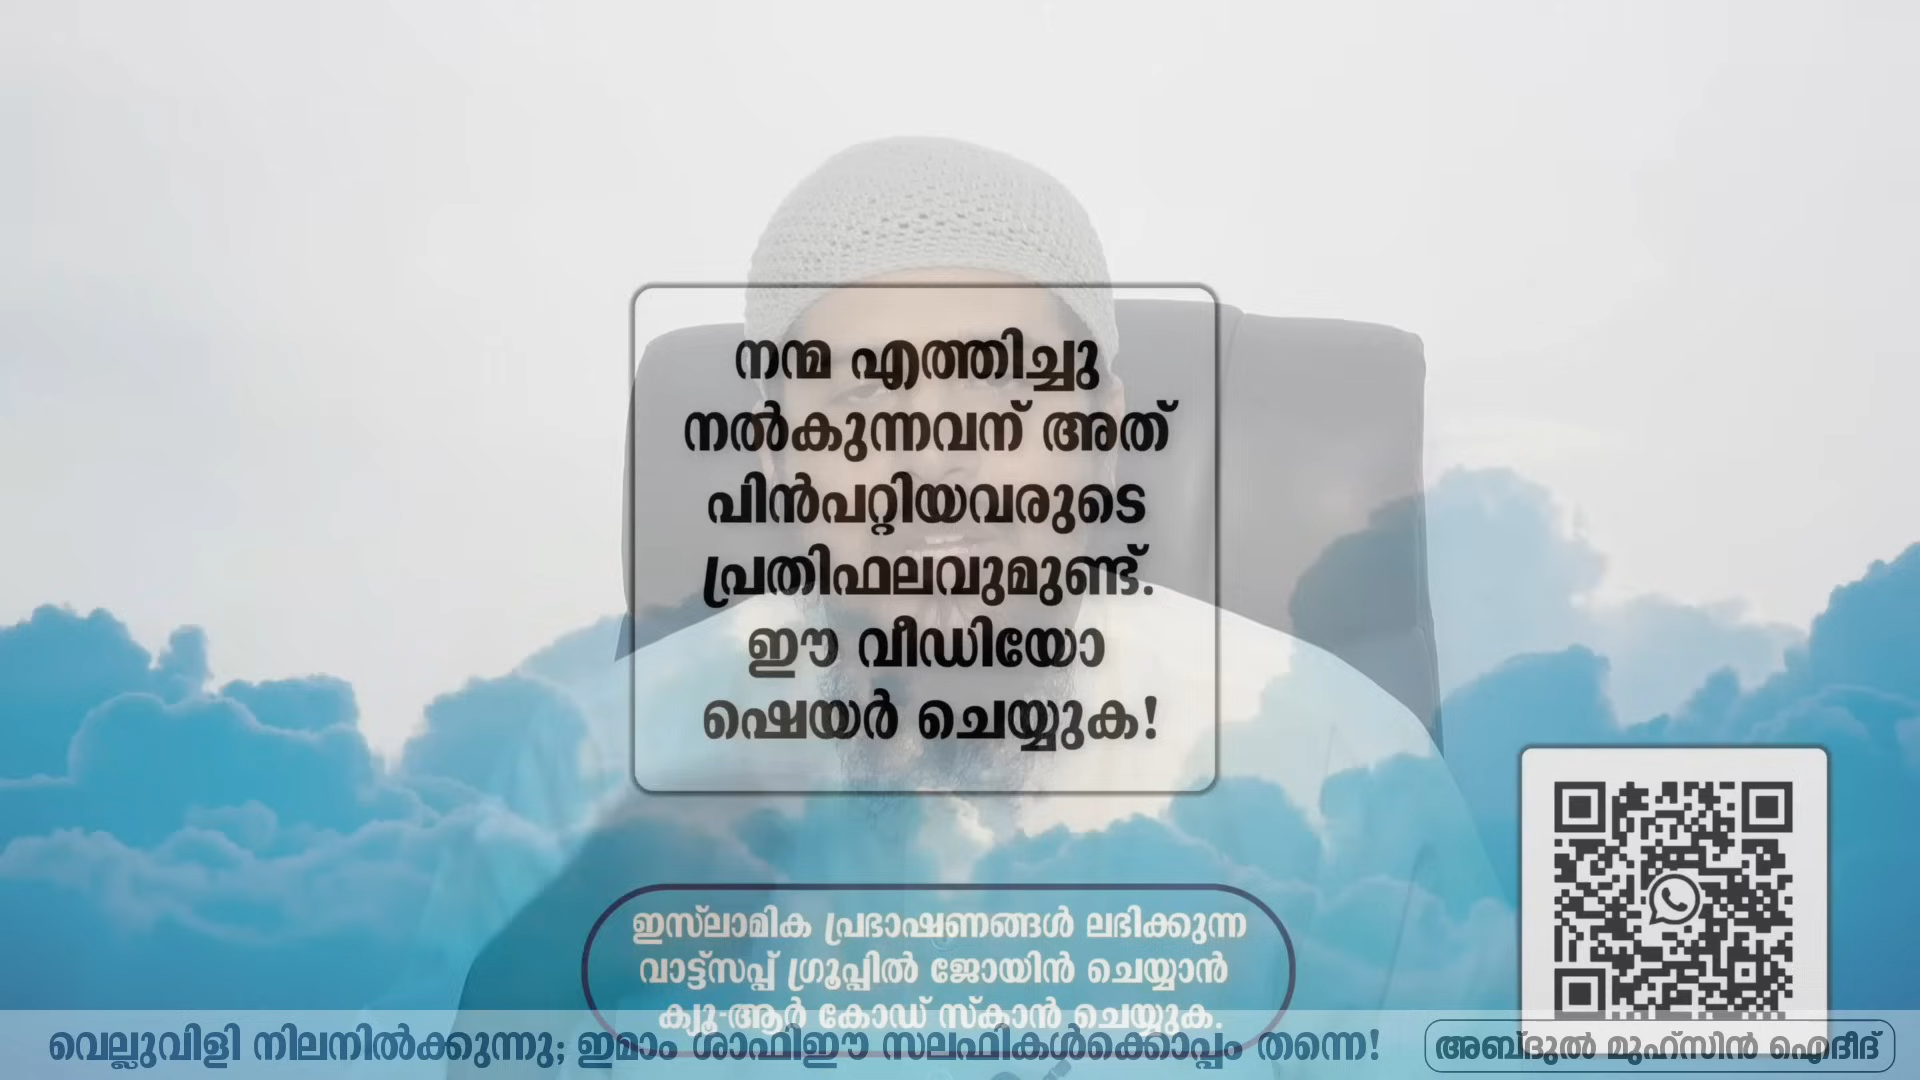 നന്മ എത്തിച്ചു
നൽകുന്നവന് അത്
പിൻപറ്റിയവരുടെ
പ്രതിഫലവുമുണ്ട്.
ഈ വീഡിയോ
ഷെയർ ചെയ്യുക!
ഇസ്‌ലാമിക പ്രഭാഷണങ്ങൾ ലഭിക്കുന്ന
വാട്ട്സപ്പ് ഗ്രൂപ്പിൽ ജോയിൻ ചെയ്യാൻ
ക്യൂ-ആർ കോഡ് സ്കാൻ ചെയ്യുക.
വെല്ലുവിളി നിലനിൽക്കുന്നു; ഇമാം ശാഫിഈ സലഫികൾക്കൊപ്പം തന്നെ!
അബ്ദുൽ മുഹ്സിൻ ഐദീദ്